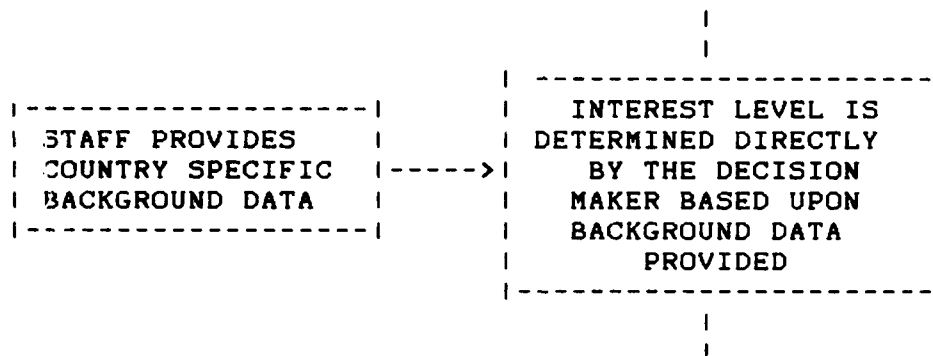 STAFF PROVIDES
COUNTRY SPECIFIC
BACKGROUND DATA
INTEREST LEVEL IS
DETERMINED DIRECTLY
BY THE DECISION
MAKER BASED UPON
BACKGROUND DATA
PROVIDED